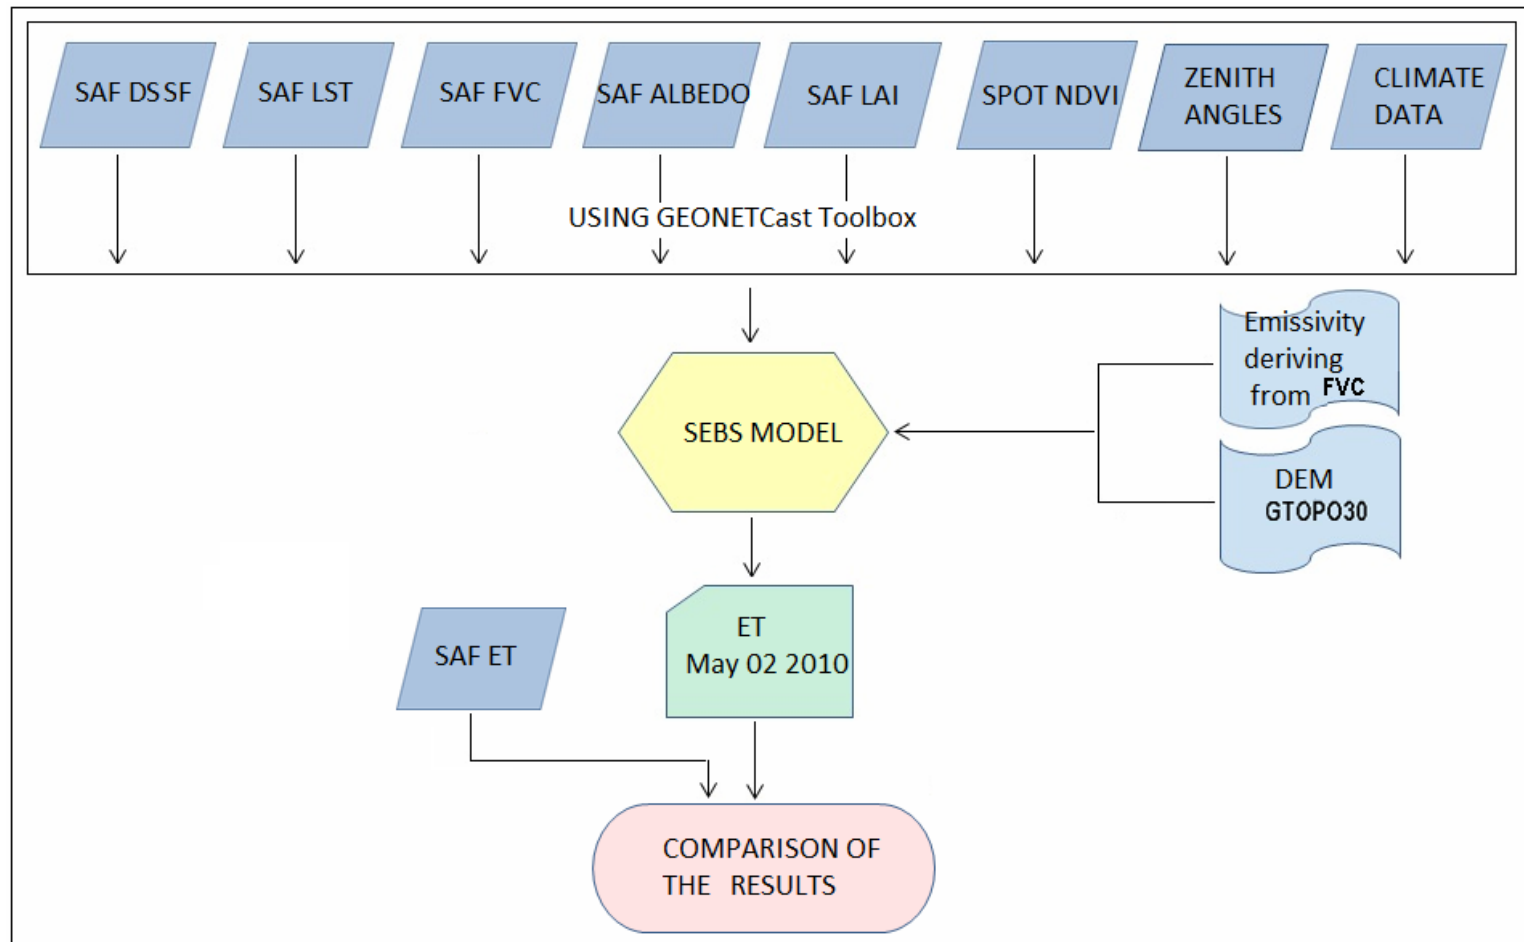 SAF DSSF
SAF LST
SAF FVC
SAF ALBEDO
SAF LAI
SPOT NDVI
ZENITH
ANGLES
CLIMATE
DATA
USING GEONETCast Toolbox
Emissivity
deriving
from FVC
SEBS MODEL
DEM
GTOPO30
ET
May 02 2010
SAF ET
COMPARISON OF
THE RESULTS